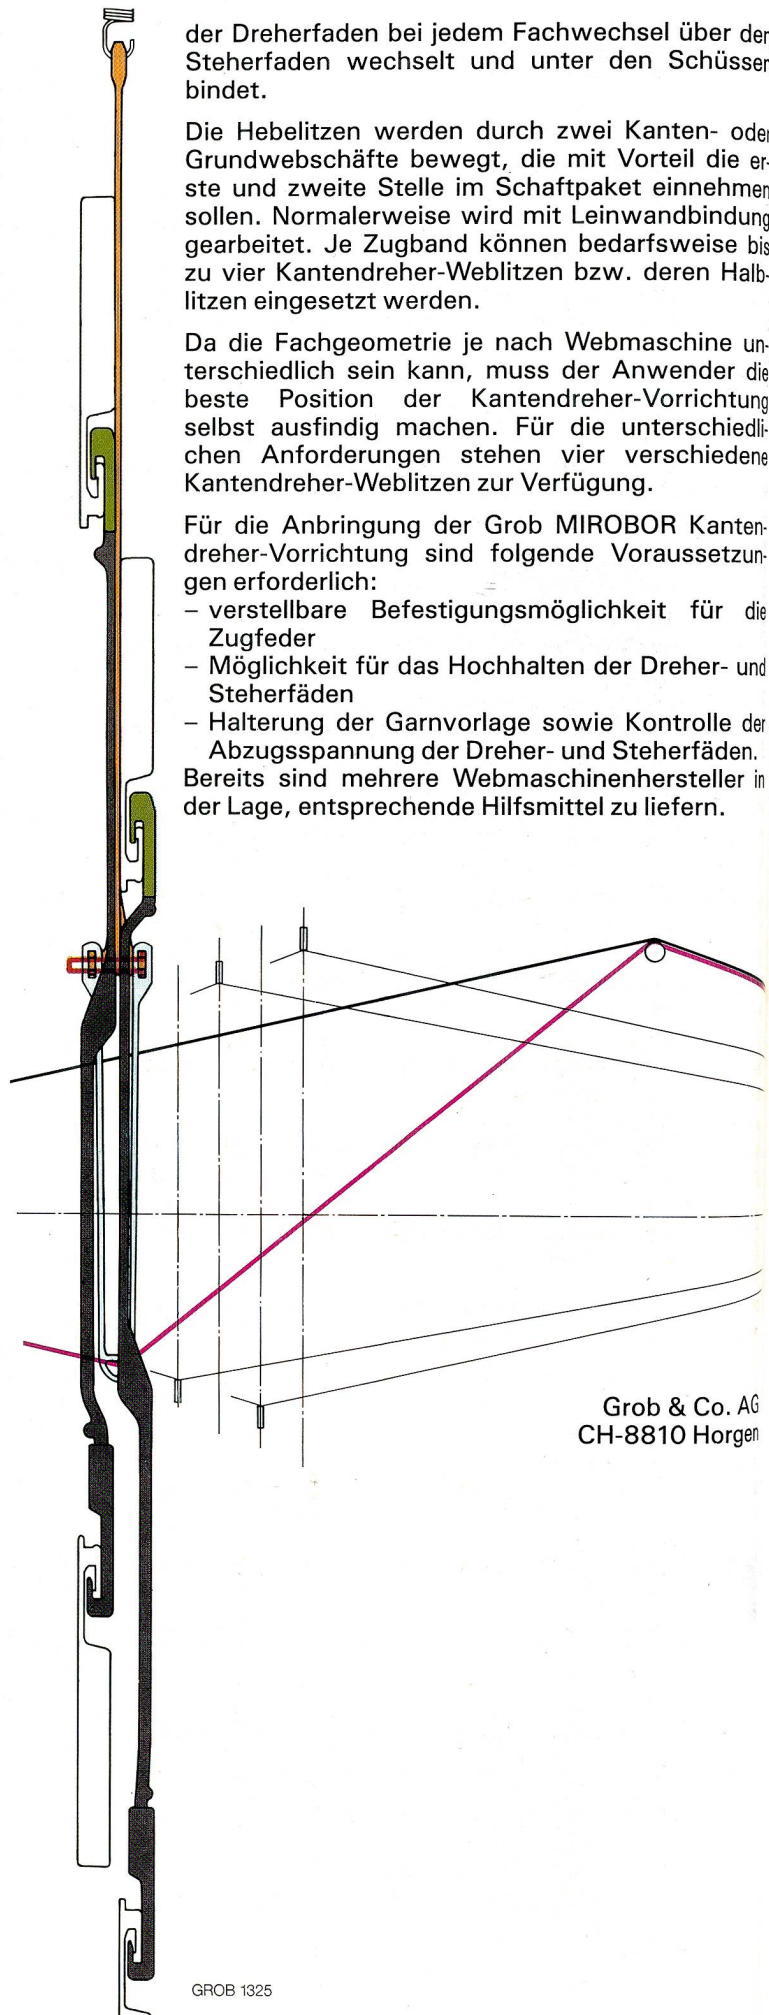 der Dreherfaden bei jedem Fachwechsel über der
Steherfaden wechselt und unter den Schüsser
bindet.
Die Hebelitzen werden durch zwei Kanten- oder
Grundwebschäfte bewegt, die mit Vorteil die er-
ste und zweite Stelle im Schaftpaket einnehmen
sollen. Normalerweise wird mit Leinwandbindung
gearbeitet. Je Zugband können bedarfsweise bis
zu vier Kantendreher-Weblitzen bzw. deren Halb-
litzen eingesetzt werden.
Da die Fachgeometrie je nach Webmaschine un-
terschiedlich sein kann, muss der Anwender die
beste Position der Kantendreher-Vorrichtung
selbst ausfindig machen. Für die unterschiedli-
chen Anforderungen stehen vier verschiedene
Kantendreher-Weblitzen zur Verfügung.
Für die Anbringung der Grob MIROBOR Kanten-
dreher-Vorrichtung sind folgende Voraussetzun-
gen erforderlich:
– verstellbare Befestigungsmöglichkeit für die
Zugfeder
– Möglichkeit für das Hochhalten der Dreher- und
Steherfäden
– Halterung der Garnvorlage sowie Kontrolle der
Abzugsspannung der Dreher- und Steherfäden.
Bereits sind mehrere Webmaschinenhersteller in
der Lage, entsprechende Hilfsmittel zu liefern.
Grob & Co. AG
CH-8810 Horgen
GROB 1325